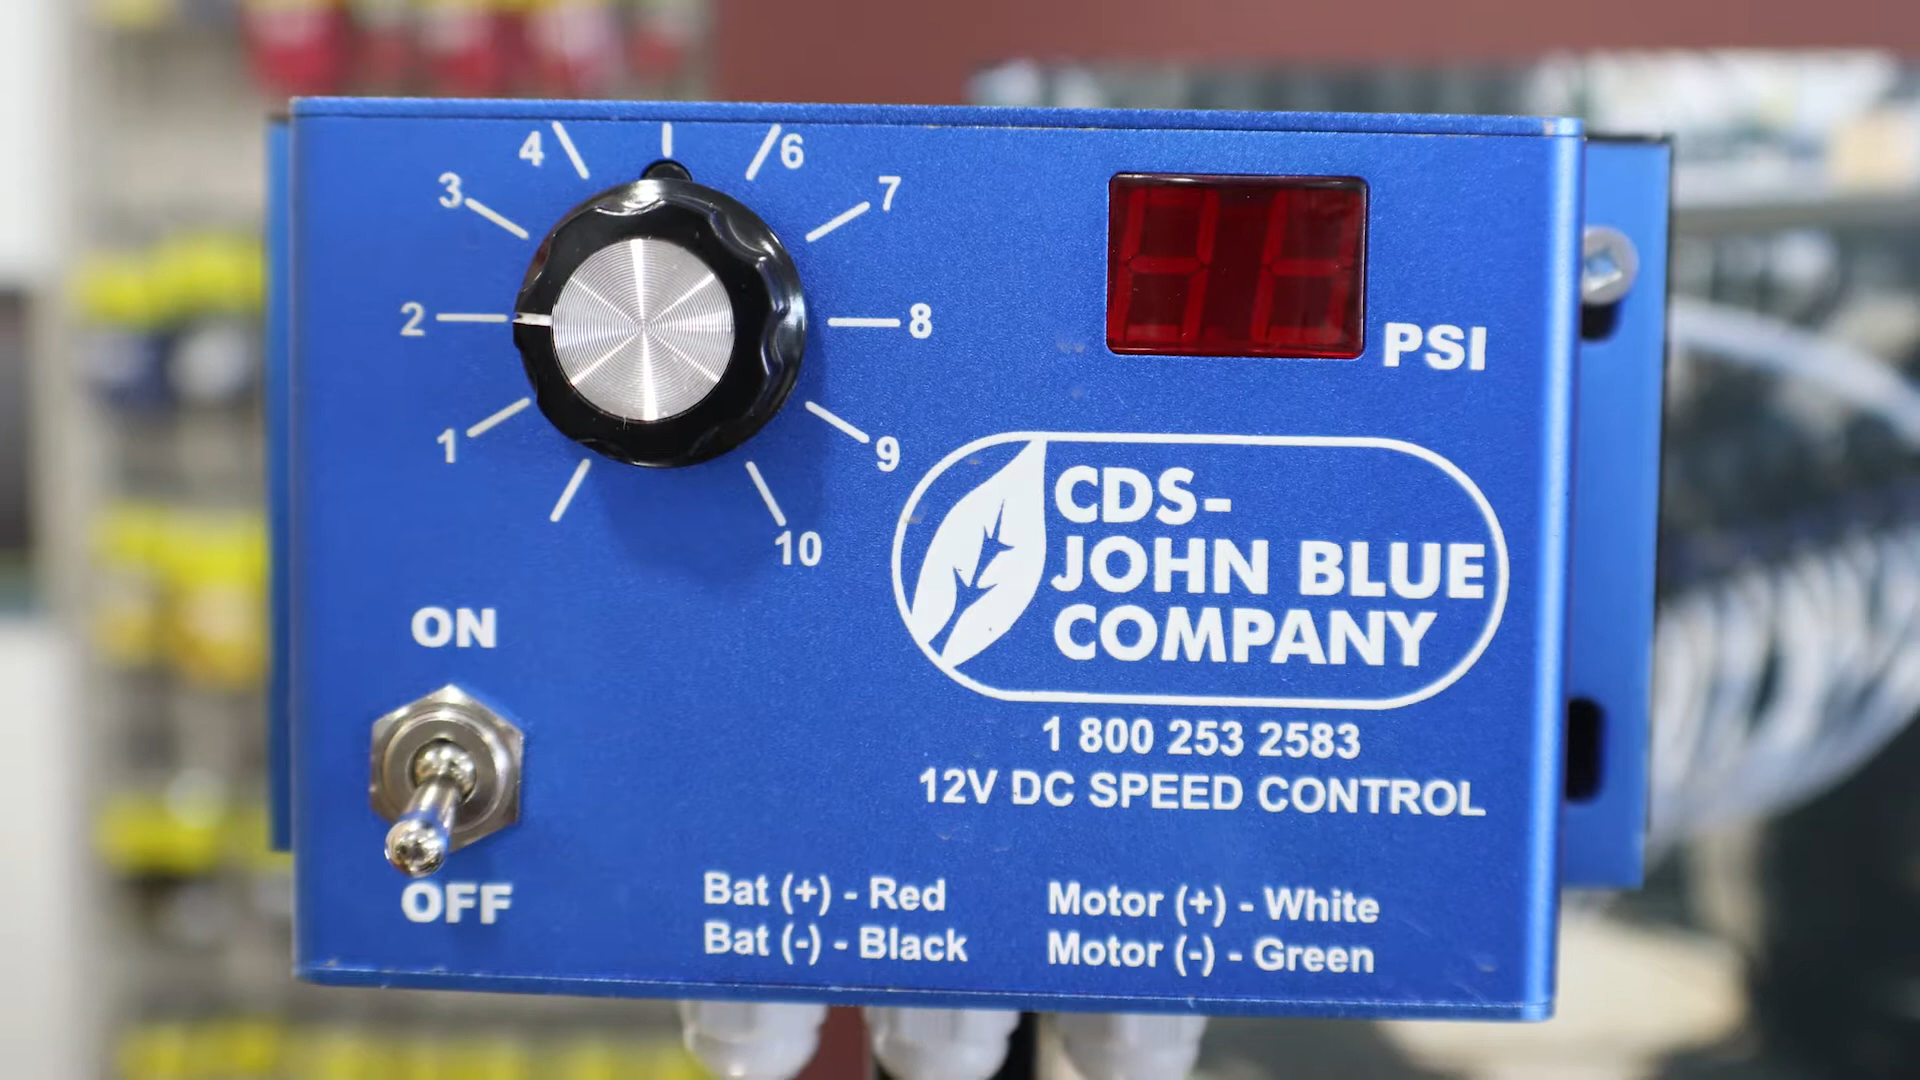 4
6
3
7
2
8
1
9
10
PSI
CDS-
JOHN BLUE
COMPANY
ON
1 800 253 2583
12V DC SPEED CONTROL
OFF
Bat (+) - Red
Motor (+) - White
Bat (-) - Black
Motor (-) - Green